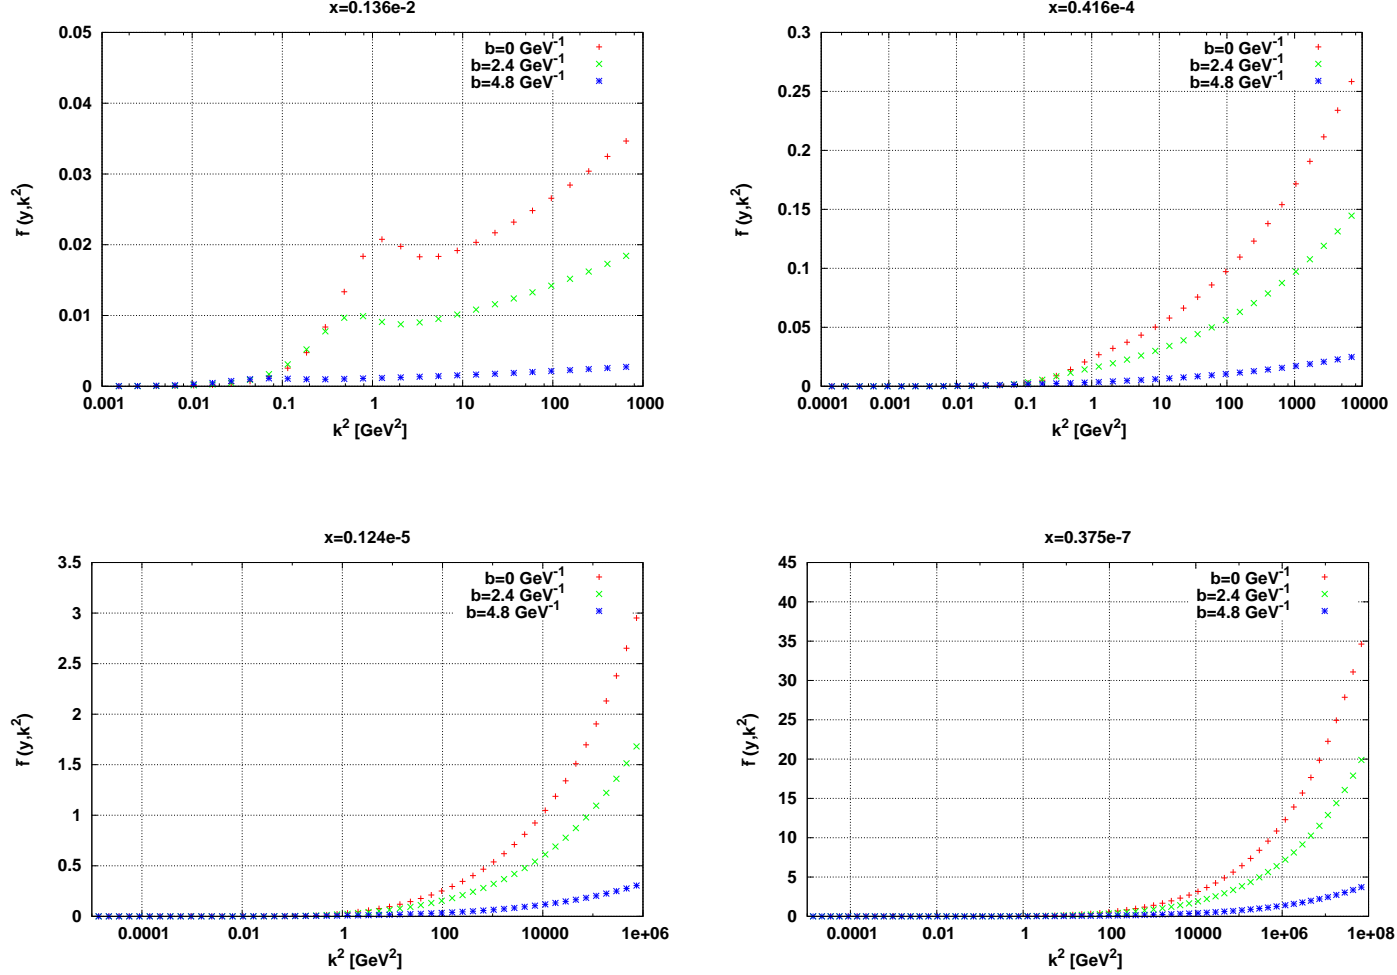 x=0.136e-2
0.05
0.04
0.03
0.02
0.01
0
0.001
0.01
0.1
1
10
100
1000
f̄(y,k²)
k² [GeV²]
b=0 GeV⁻¹
b=2.4 GeV⁻¹
b=4.8 GeV⁻¹
x=0.416e-4
0.3
0.25
0.2
0.15
0.1
0.05
0
0.0001
0.001
0.01
0.1
1
10
100
1000
10000
f̄(y,k²)
k² [GeV²]
b=0 GeV⁻¹
b=2.4 GeV⁻¹
b=4.8 GeV⁻¹
x=0.124e-5
3.5
3
2.5
2
1.5
1
0.5
0
0.0001
0.01
1
100
10000
1e+06
f̄(y,k²)
k² [GeV²]
b=0 GeV⁻¹
b=2.4 GeV⁻¹
b=4.8 GeV⁻¹
x=0.375e-7
45
40
35
30
25
20
15
10
5
0
0.0001
0.01
1
100
10000
1e+06
1e+08
f̄(y,k²)
k² [GeV²]
b=0 GeV⁻¹
b=2.4 GeV⁻¹
b=4.8 GeV⁻¹